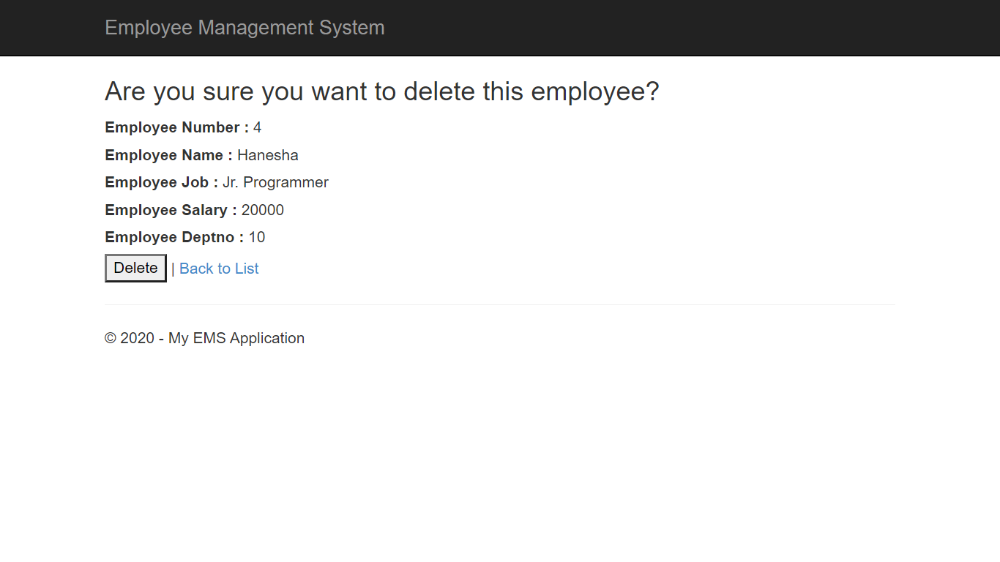 Employee Management System
Are you sure you want to delete this employee?
Employee Number : 4
Employee Name : Hanesha
Employee Job : Jr. Programmer
Employee Salary : 20000
Employee Deptno : 10
Delete | Back to List
© 2020 - My EMS Application